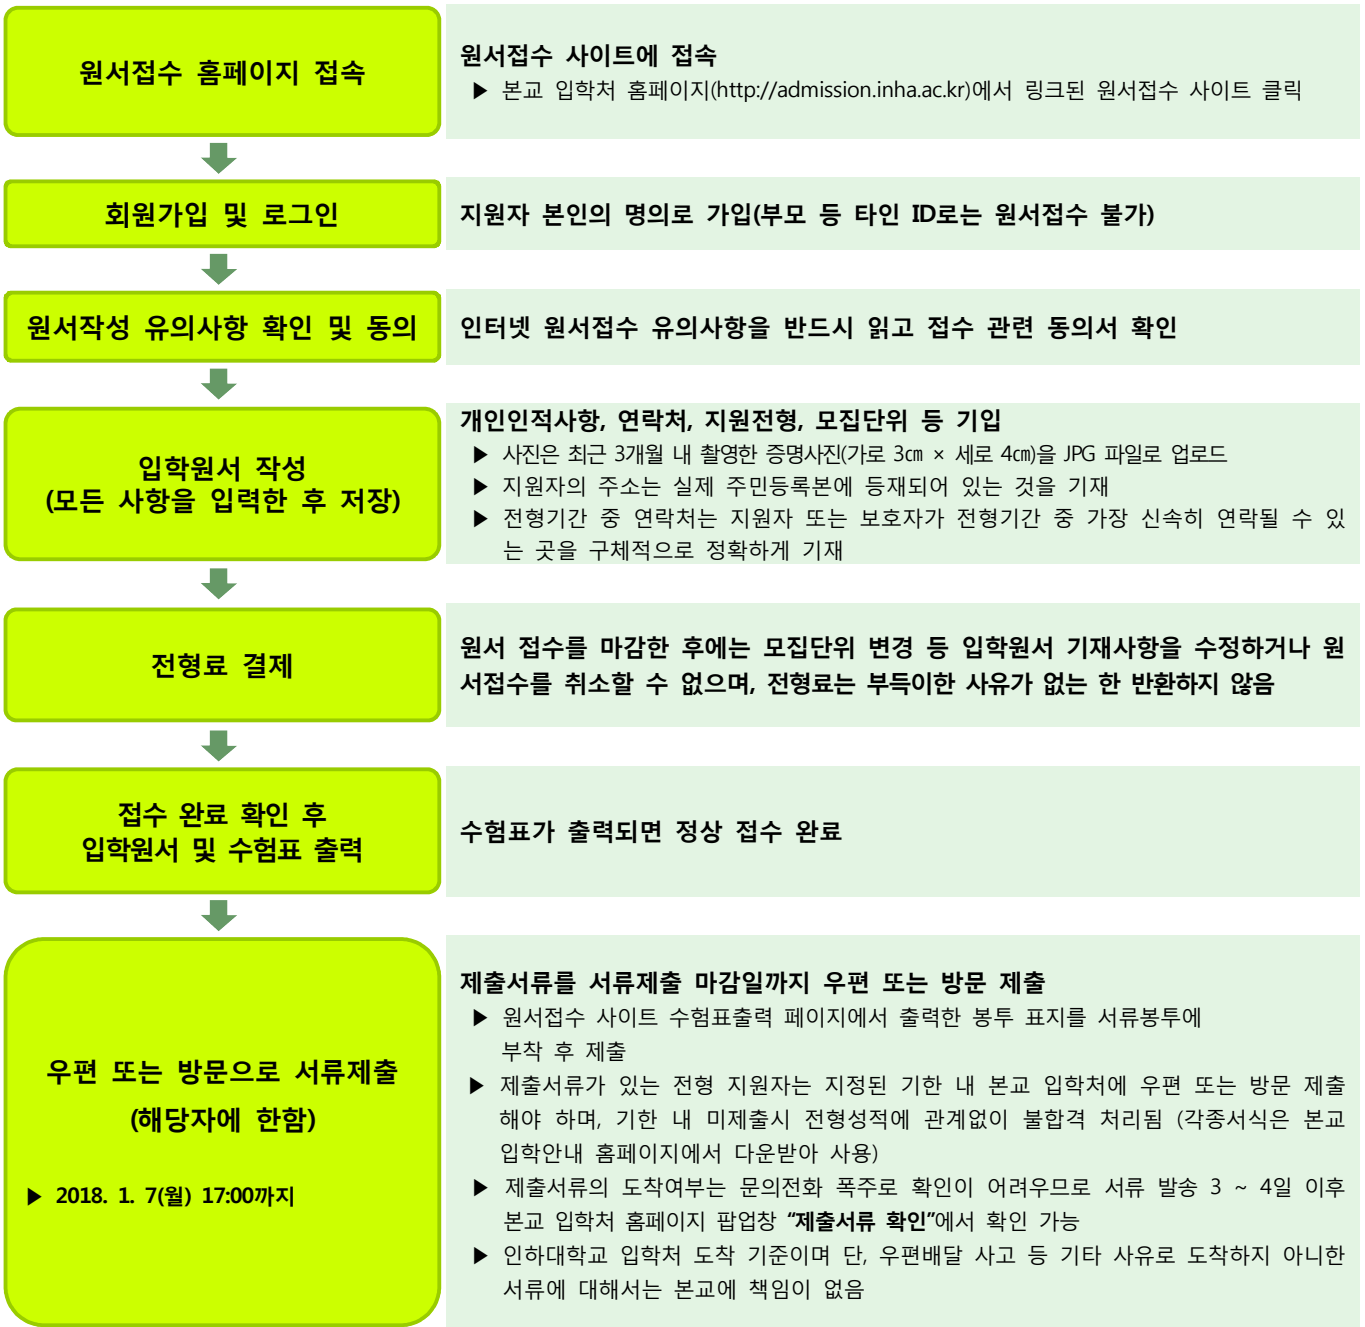 원서접수 홈페이지 접속
원서접수 사이트에 접속
▶ 본교 입학처 홈페이지(http://admission.inha.ac.kr)에서 링크된 원서접수 사이트 클릭
회원가입 및 로그인
지원자 본인의 명의로 가입(부모 등 타인 ID로는 원서접수 불가)
원서작성 유의사항 확인 및 동의
인터넷 원서접수 유의사항을 반드시 읽고 접수 관련 동의서 확인
입학원서 작성
(모든 사항을 입력한 후 저장)
개인인적사항, 연락처, 지원전형, 모집단위 등 기입
▶ 사진은 최근 3개월 내 촬영한 증명사진(가로 3㎝ × 세로 4㎝)을 JPG 파일로 업로드
▶ 지원자의 주소는 실제 주민등록본에 등재되어 있는 것을 기재
▶ 전형기간 중 연락처는 지원자 또는 보호자가 전형기간 중 가장 신속히 연락될 수 있
는 곳을 구체적으로 정확하게 기재
전형료 결제
원서 접수를 마감한 후에는 모집단위 변경 등 입학원서 기재사항을 수정하거나 원
서접수를 취소할 수 없으며, 전형료는 부득이한 사유가 없는 한 반환하지 않음
접수 완료 확인 후
입학원서 및 수험표 출력
수험표가 출력되면 정상 접수 완료
우편 또는 방문으로 서류제출
(해당자에 한함)
▶ 2018. 1. 7(월) 17:00까지
제출서류를 서류제출 마감일까지 우편 또는 방문 제출
▶ 원서접수 사이트 수험표출력 페이지에서 출력한 봉투 표지를 서류봉투에
부착 후 제출
▶ 제출서류가 있는 전형 지원자는 지정된 기한 내 본교 입학처에 우편 또는 방문 제출
해야 하며, 기한 내 미제출시 전형성적에 관계없이 불합격 처리됨 (각종서식은 본교
입학안내 홈페이지에서 다운받아 사용)
▶ 제출서류의 도착여부는 문의전화 폭주로 확인이 어려우므로 서류 발송 3 ~ 4일 이후
본교 입학처 홈페이지 팝업창 “제출서류 확인”에서 확인 가능
▶ 인하대학교 입학처 도착 기준이며 단, 우편배달 사고 등 기타 사유로 도착하지 아니한
서류에 대해서는 본교에 책임이 없음